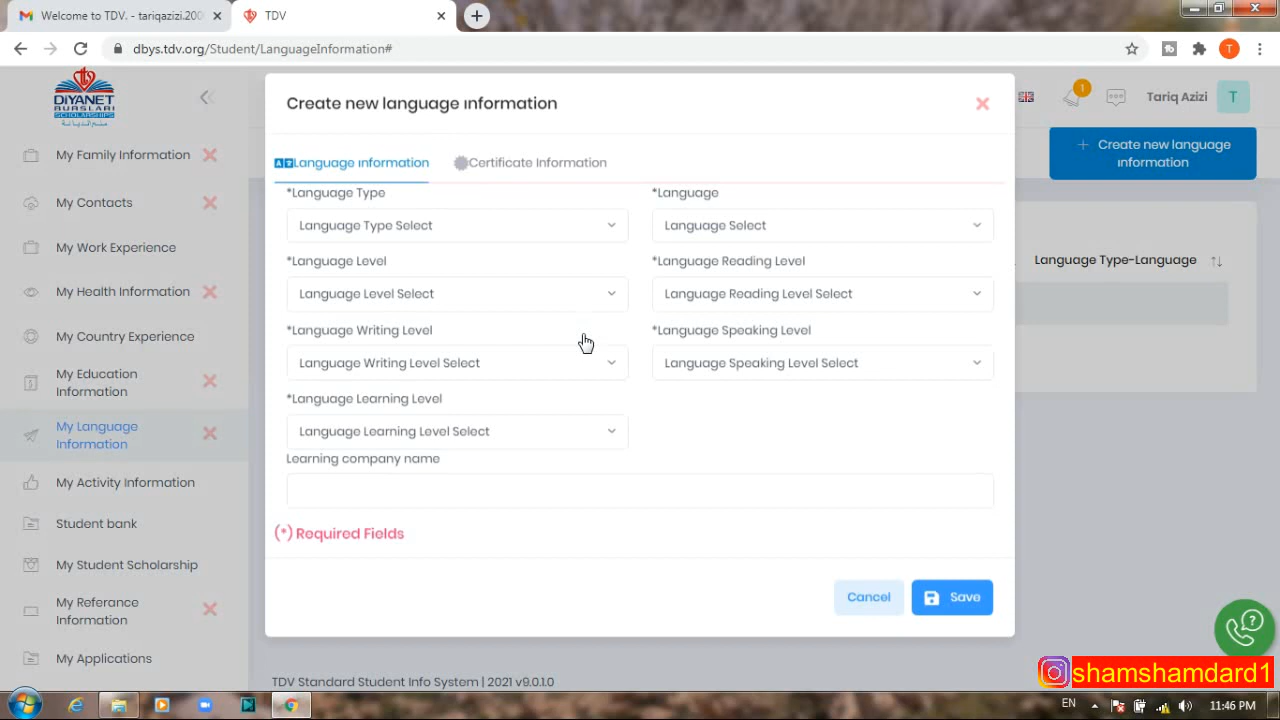 Welcome to TDV. - tariqazizi.200
TDV
dbys.tdv.org/Student/LanguageInformation#
T
DIYANET
BURSLARI
SCHOLARSHIPS
1
Tariq Azizi
T
My Family Information
My Contacts
My Work Experience
My Health Information
My Country Experience
My Education
Information
My Language
Information
My Activity Information
Student bank
My Student Scholarship
My Referance
Information
My Applications
Create new language information
Language information
Certificate Information
*Language Type
*Language
Language Type Select
Language Select
*Language Level
*Language Reading Level
Language Level Select
Language Reading Level Select
*Language Writing Level
*Language Speaking Level
Language Writing Level Select
Language Speaking Level Select
*Language Learning Level
Language Learning Level Select
Learning company name
(*) Required Fields
Cancel
Save
+ Create new language
information
Language Type-Language
TDV Standard Student Info System | 2021 v9.0.1.0
shamshamdard1
EN
11:46 PM